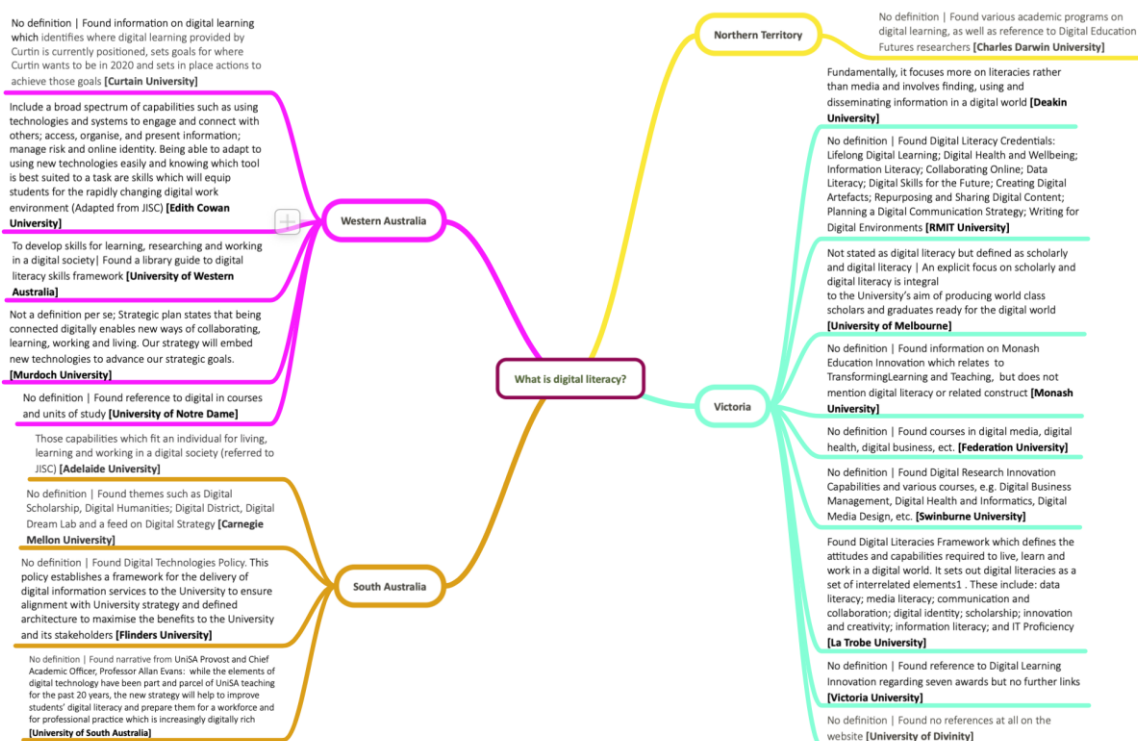 No definition | Found information on digital learning
which identifies where digital learning provided by
Curtin is currently positioned, sets goals for where
Curtin wants to be in 2020 and sets in place actions to
achieve those goals [Curtain University]
Include a broad spectrum of capabilities such as using
technologies and systems to engage and connect with
others; access, organise, and present information;
manage risk and online identity. Being able to adapt to
using new technologies easily and knowing which tool
is best suited to a task are skills which will equip
students for the rapidly changing digital work
environment (Adapted from JISC) [Edith Cowan
University]
To develop skills for learning, researching and working
in a digital society| Found a library guide to digital
literacy skills framework [University of Western
Australia]
Not a definition per se; Strategic plan states that being
connected digitally enables new ways of collaborating,
learning, working and living. Our strategy will embed
new technologies to advance our strategic goals.
[Murdoch University]
No definition | Found reference to digital in courses
and units of study [University of Notre Dame]
Western Australia
Those capabilities which fit an individual for living,
learning and working in a digital society (referred to
JISC) [Adelaide University]
No definition | Found themes such as Digital
Scholarship, Digital Humanities; Digital District, Digital
Dream Lab and a feed on Digital Strategy [Carnegie
Mellon University]
No definition | Found Digital Technologies Policy. This
policy establishes a framework for the delivery of
digital information services to the University to ensure
alignment with University strategy and defined
architecture to maximise the benefits to the University
and its stakeholders [Flinders University]
No definition | Found narrative from UniSA Provost and Chief
Academic Officer, Professor Allan Evans: while the elements of
digital technology have been part and parcel of UniSA teaching
for the past 20 years, the new strategy will help to improve
students' digital literacy and prepare them for a workforce and
for professional practice which is increasingly digitally rich
[University of South Australia]
South Australia
What is digital literacy?
Northern Territory
No definition | Found various academic programs on
digital learning, as well as reference to Digital Education
Futures researchers [Charles Darwin University]
Victoria
Fundamentally, it focuses more on literacies rather
than media and involves finding, using and
disseminating information in a digital world [Deakin
University]
No definition | Found Digital Literacy Credentials:
Lifelong Digital Learning; Digital Health and Wellbeing;
Information Literacy; Collaborating Online; Data
Literacy; Digital Skills for the Future; Creating Digital
Artefacts; Repurposing and Sharing Digital Content;
Planning a Digital Communication Strategy; Writing for
Digital Environments [RMIT University]
Not stated as digital literacy but defined as scholarly
and digital literacy | An explicit focus on scholarly and
digital literacy is integral
to the University's aim of producing world class
scholars and graduates ready for the digital world
[University of Melbourne]
No definition | Found information on Monash
Education Innovation which relates to
TransformingLearning and Teaching, but does not
mention digital literacy or related construct [Monash
University]
No definition | Found courses in digital media, digital
health, digital business, ect. [Federation University]
No definition | Found Digital Research Innovation
Capabilities and various courses, e.g. Digital Business
Management, Digital Health and Informatics, Digital
Media Design, etc. [Swinburne University]
Found Digital Literacies Framework which defines the
attitudes and capabilities required to live, learn and
work in a digital world. It sets out digital literacies as a
set of interrelated elements1 . These include: data
literacy; media literacy; communication and
collaboration; digital identity; scholarship; innovation
and creativity; information literacy; and IT Proficiency
[La Trobe University]
No definition | Found reference to Digital Learning
Innovation regarding seven awards but no further links
[Victoria University]
No definition | Found no references at all on the
website [University of Divinity]